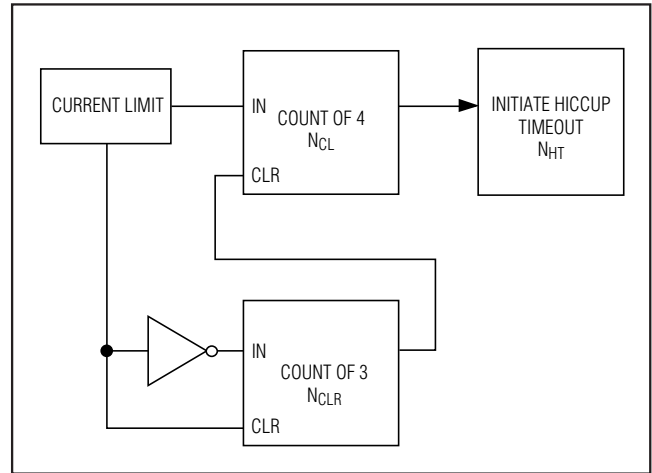 CURRENT LIMIT
IN
COUNT OF 4
NCL
CLR
INITIATE HICCUP
TIMEOUT
NHT
IN
COUNT OF 3
NCLR
CLR